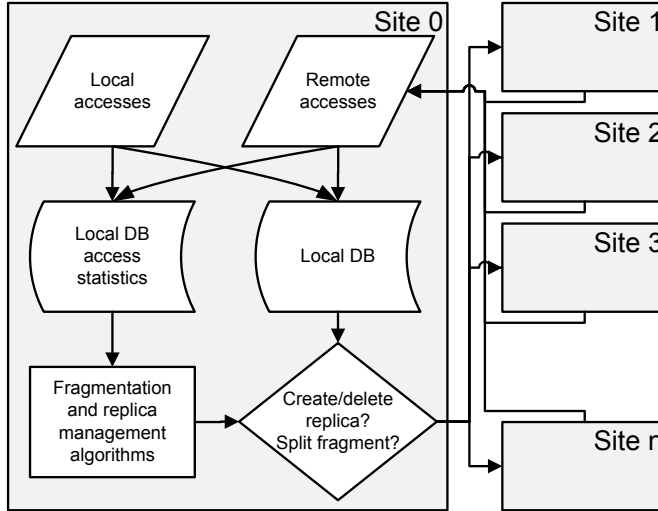 Site 0
Site 1
Local
accesses
Remote
accesses
Site 2
Local DB
access
statistics
Local DB
Site 3
Fragmentation
and replica
management
algorithms
Create/delete
replica?
Split fragment?
Site n